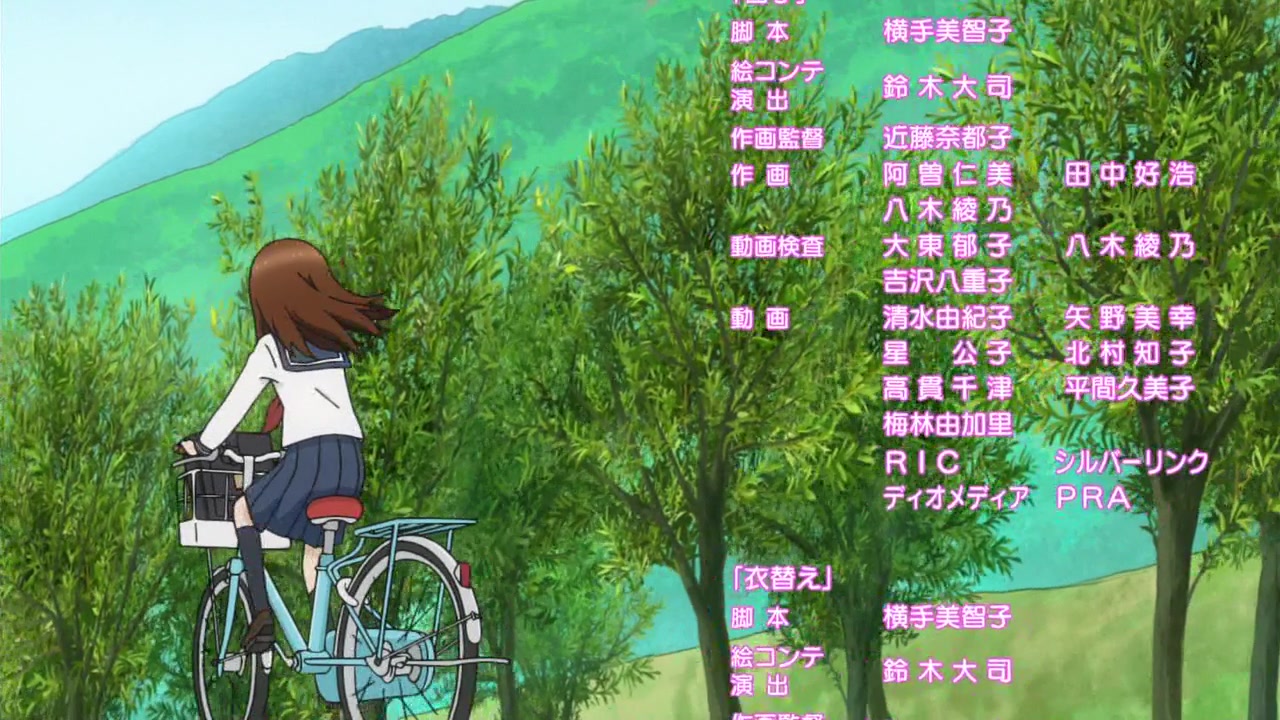 脚 本 横手美智子
絵コンテ
演 出 鈴 木 大 司
作画監督 近藤奈都子
作 画 阿 曽 仁 美 田 中 好 浩
八 木 綾 乃
動画検査 大 東 郁 子 八 木 綾 乃
吉沢八重子
動 画 清水由紀子 矢 野 美 幸
星 公 子 北 村 知 子
高 貫 千 津 平間久美子
梅林由加里
ＲＩＣ シルバーリンク
ディオメディア ＰＲＡ
「衣替え」
脚 本 横手美智子
絵コンテ
演 出 鈴 木 大 司
作画監督